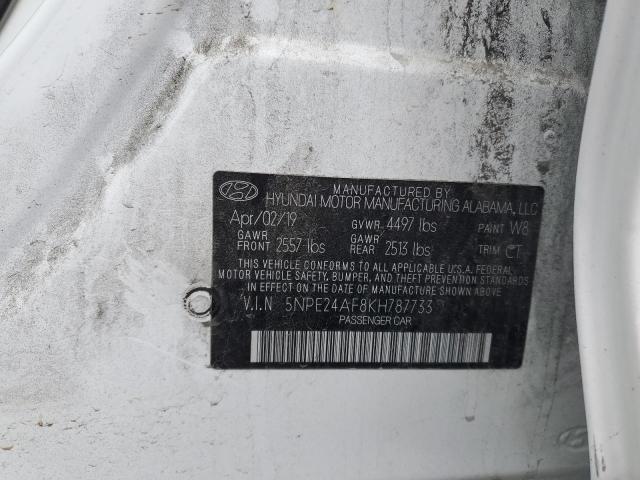 MANUFACTURED BY
HYUNDAI MOTOR MANUFACTURING ALABAMA, LLC
Apr/02/19 GVWR 4497 lbs PAINT W8
GAWR FRONT 2557 lbs GAWR REAR 2513 lbs TRIM CT
THIS VEHICLE CONFORMS TO ALL APPLICABLE U.S.A. FEDERAL
MOTOR VEHICLE SAFETY, BUMPER, AND THEFT
PREVENTION STANDARDS IN EFFECT ON THE DATE OF
MANUFACTURE SHOWN ABOVE.
V.I.N 5NPE24AF8KH787733
PASSENGER CAR